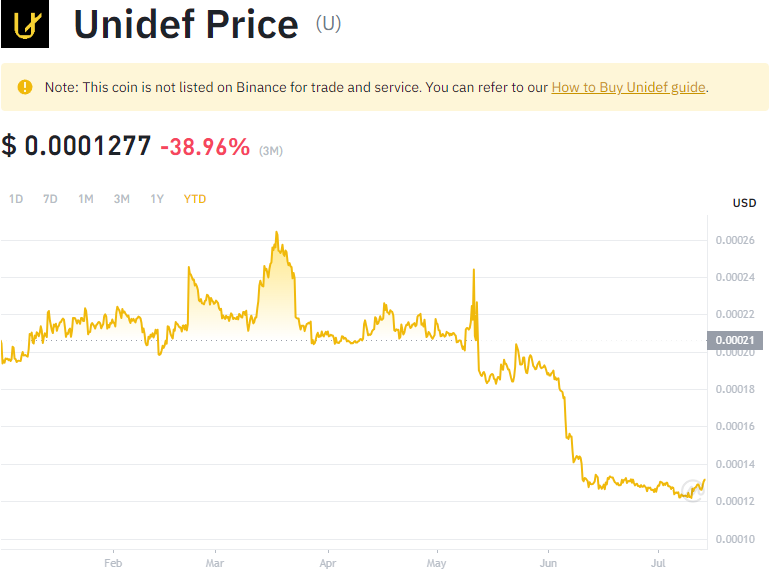 Unidef Price (U)
Note: This coin is not listed on Binance for trade and service. You can refer to our How to Buy Unidef guide.
$ 0.0001277 -38.96% (3M)
1D 7D 1M 3M 1Y YTD
USD
0.00026
0.00024
0.00022
0.00021
0.00020
0.00018
0.00016
0.00014
0.00012
0.00010
Feb Mar Apr May Jun Jul